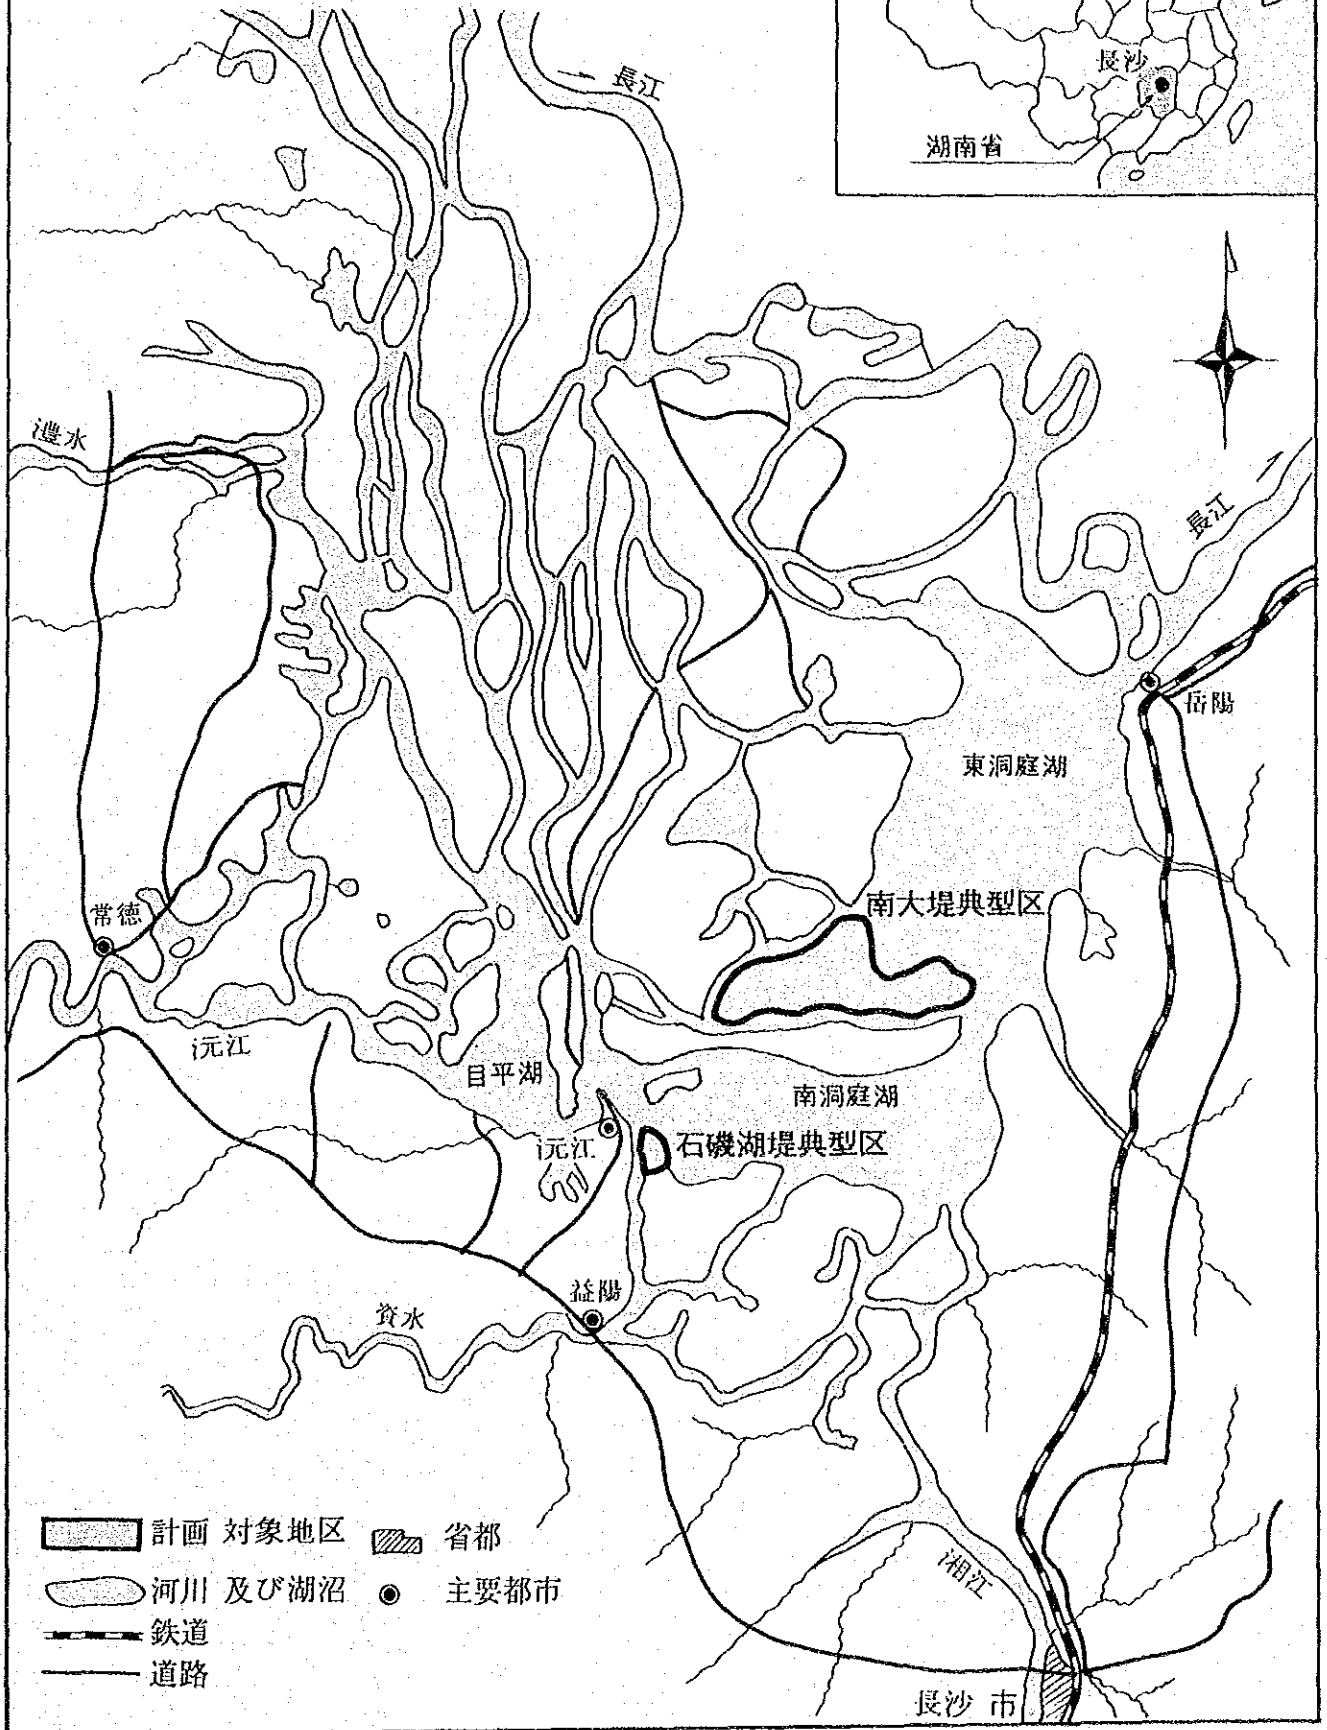 長江
長沙
湖南省
澧水
長江
岳陽
東洞庭湖
南大堤典型区
常徳
沅江
目平湖
南洞庭湖
沅江
石磯湖堤典型区
益陽
資水
湘江
長沙市
計画対象地区
省都
河川及び湖沼
主要都市
鉄道
道路